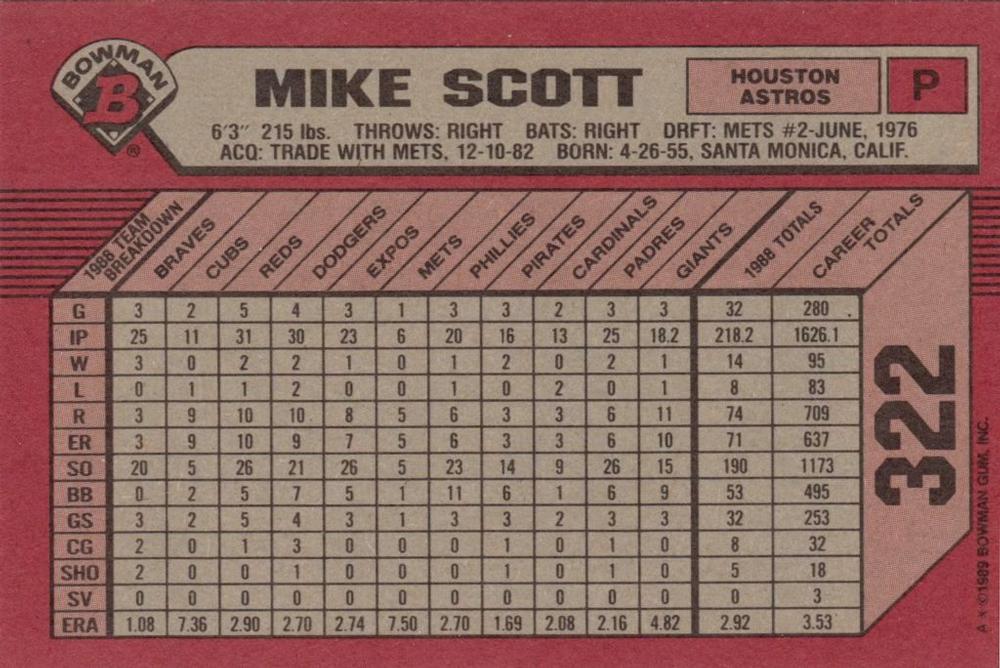 BOWMAN
B
®
MIKE SCOTT
HOUSTON
ASTROS
P
6'3" 215 lbs. THROWS: RIGHT BATS: RIGHT DRFT: METS #2-JUNE, 1976
ACQ: TRADE WITH METS, 12-10-82 BORN: 4-26-55, SANTA MONICA, CALIF.
1988 TEAM BREAKDOWN BRAVES CUBS REDS DODGERS EXPOS METS PHILLIES PIRATES CARDINALS PADRES GIANTS 1988 TOTALS CAREER TOTALS
G 3 2 5 4 3 1 3 3 2 3 3 32 280
IP 25 11 31 30 23 6 20 16 13 25 18.2 218.2 1626.1
W 3 0 2 2 1 0 1 2 0 2 1 14 95
L 0 1 1 2 0 0 1 0 2 0 1 8 83
R 3 9 10 10 8 5 6 3 3 6 11 74 709
ER 3 9 10 9 7 5 6 3 3 6 10 71 637
SO 20 5 26 21 26 5 23 14 9 26 15 190 1173
BB 0 2 5 7 5 1 11 6 1 6 9 53 495
GS 3 2 5 4 3 1 3 3 2 3 3 32 253
CG 2 0 1 3 0 0 0 1 0 1 0 8 32
SHO 2 0 0 1 0 0 0 1 0 1 0 5 18
SV 0 0 0 0 0 0 0 0 0 0 0 0 3
ERA 1.08 7.36 2.90 2.70 2.74 7.50 2.70 1.69 2.08 2.16 4.82 2.92 3.53
322
A * ©1989 BOWMAN GUM, INC.